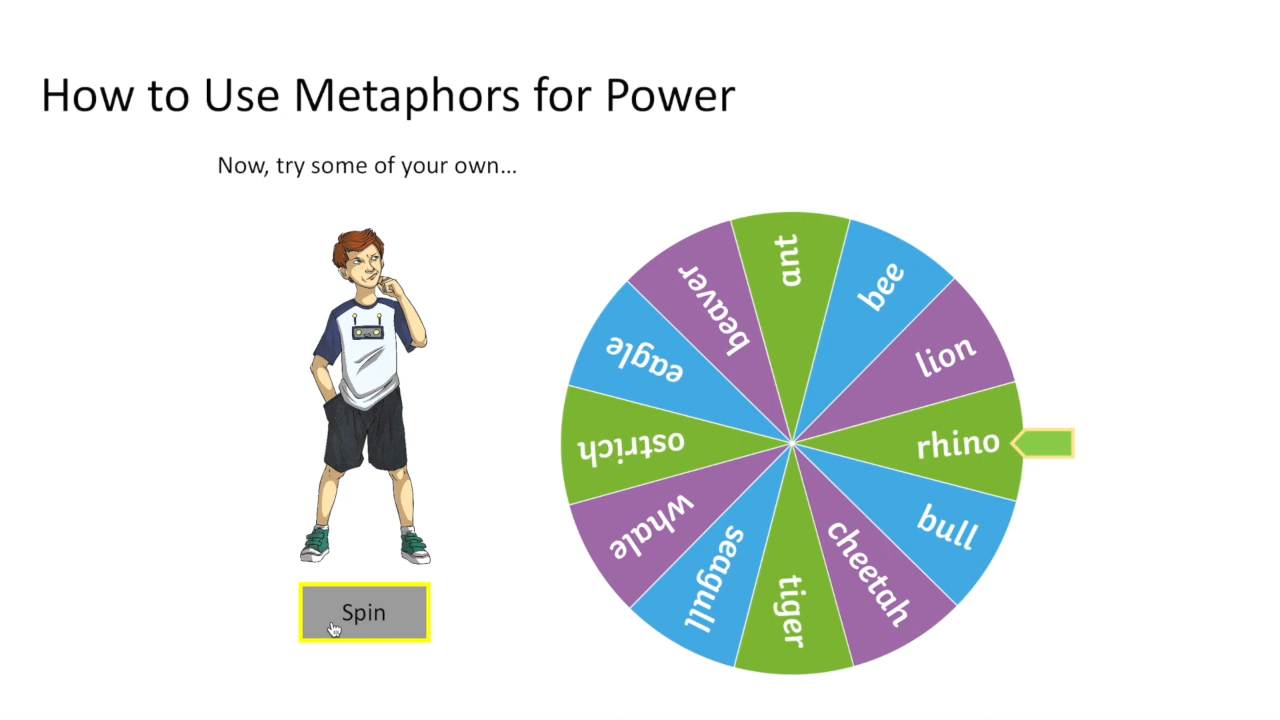 How to Use Metaphors for Power
Now, try some of your own...
ant
bee
lion
rhino
bull
cheetah
tiger
seagull
whale
ostrich
eagle
beaver
Spin